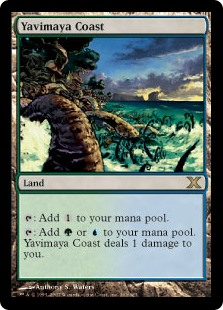 Yavimaya Coast
Land
X
: Add 1 to your mana pool.
: Add or to your mana pool.
Yavimaya Coast deals 1 damage to
you.
Anthony S. Waters